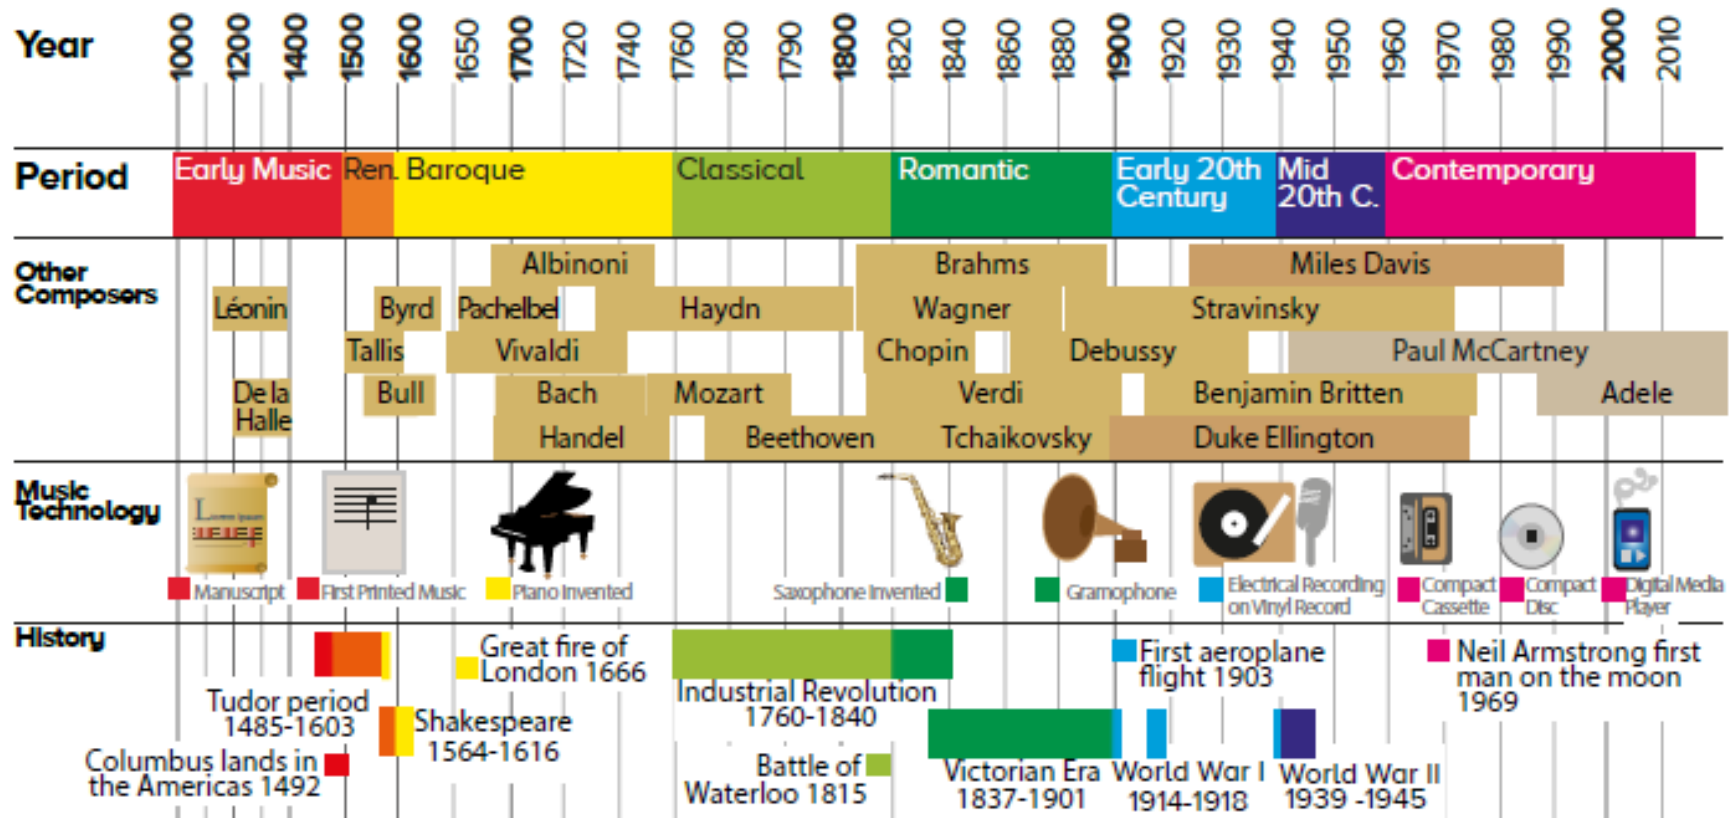 Year
1000 1200 1400 1500 1600 1650 1700 1720 1740 1760 1780 1790 1800 1820 1840 1860 1880 1900 1920 1930 1940 1950 1960 1970 1980 1990 2000 2010
Period
Early Music
Ren.
Baroque
Classical
Romantic
Early 20th
Century
Mid
20th C.
Contemporary
Other
Composers
Albinoni
Brahms
Miles Davis
Léonin
Byrd
Pachelbel
Haydn
Wagner
Stravinsky
Tallis
Vivaldi
Chopin
Debussy
Paul McCartney
De la
Halle
Bull
Bach
Mozart
Verdi
Benjamin Britten
Adele
Handel
Beethoven
Tchaikovsky
Duke Ellington
Music
Technology
Lorem Ipsum
Manuscript
First Printed Music
Piano Invented
Saxophone Invented
Gramophone
Electrical Recording
on Vinyl Record
Compact
Cassette
Compact
Disc
Digital Media
Player
History
Tudor period
1485-1603
Great fire of
London 1666
Industrial Revolution
1760-1840
First aeroplane
flight 1903
Neil Armstrong first
man on the moon
1969
Shakespeare
1564-1616
Columbus lands in
the Americas 1492
Battle of
Waterloo 1815
Victorian Era
1837-1901
World War I
1914-1918
World War II
1939 -1945